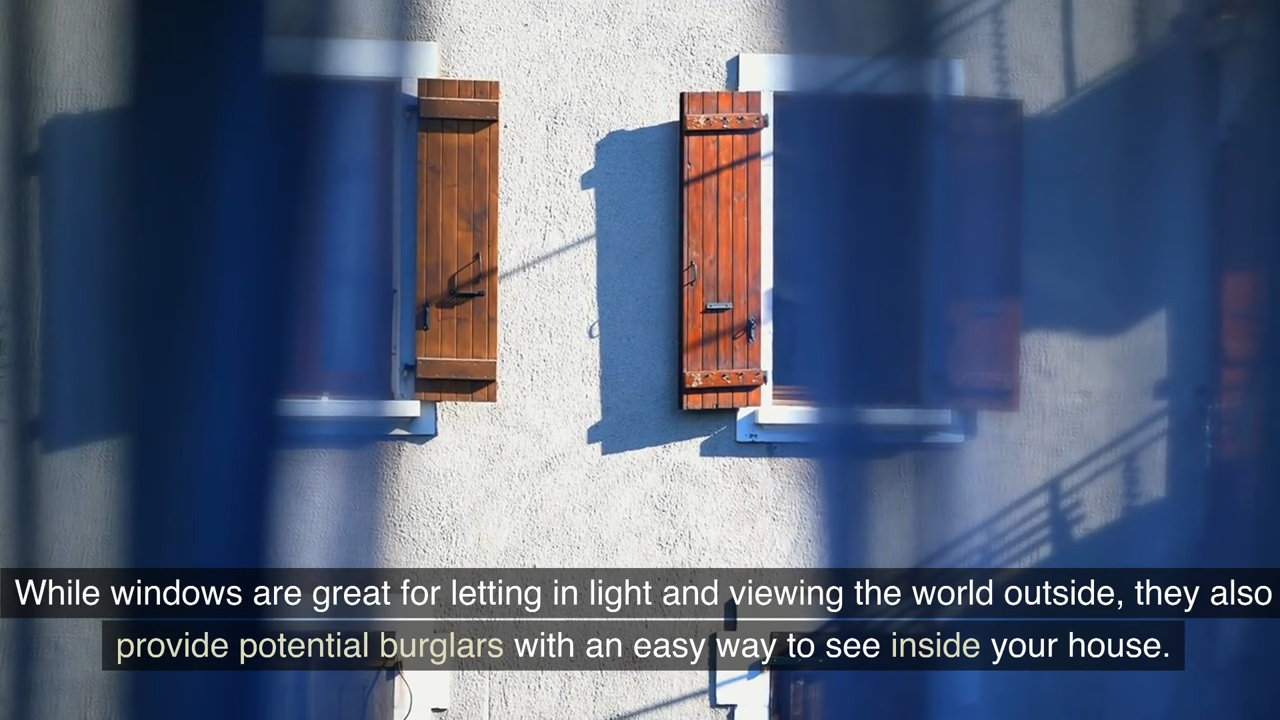 While windows are great for letting in light and viewing the world outside, they also
provide potential burglars with an easy way to see inside your house.